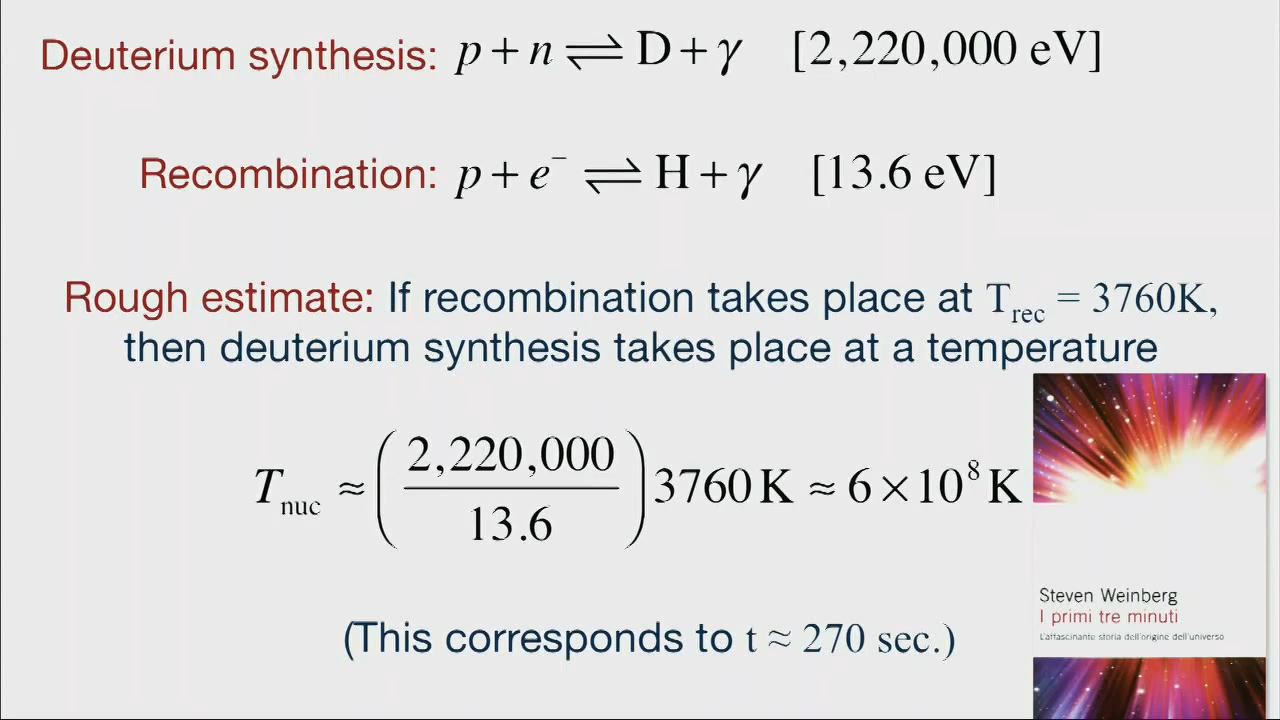 Deuterium synthesis: p + n ⇌ D + γ [2,220,000 eV]
Recombination: p + e⁻ ⇌ H + γ [13.6 eV]
Rough estimate: If recombination takes place at T_rec = 3760K,
then deuterium synthesis takes place at a temperature
T_nuc ≈ (2,220,000 / 13.6) 3760 K ≈ 6 × 10⁸ K
(This corresponds to t ≈ 270 sec.)
Steven Weinberg
I primi tre minuti
L'affascinante storia dell'origine dell'universo